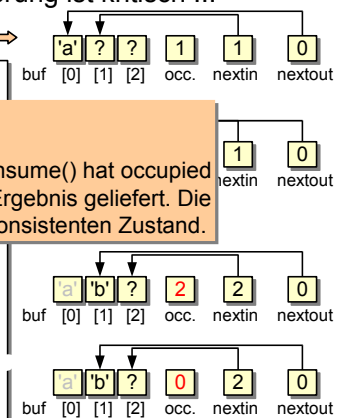 rung ist kritisch ...
'a' ? ? 1 1 0
buf [0] [1] [2] occ. nextin nextout
1 0
nsume() hat occupied
nextin nextout
Ergebnis geliefert. Die
onsistenten Zustand.
'a' 'b' ? 2 2 0
buf [0] [1] [2] occ. nextin nextout
'a' 'b' ? 0 2 0
buf [0] [1] [2] occ. nextin nextout